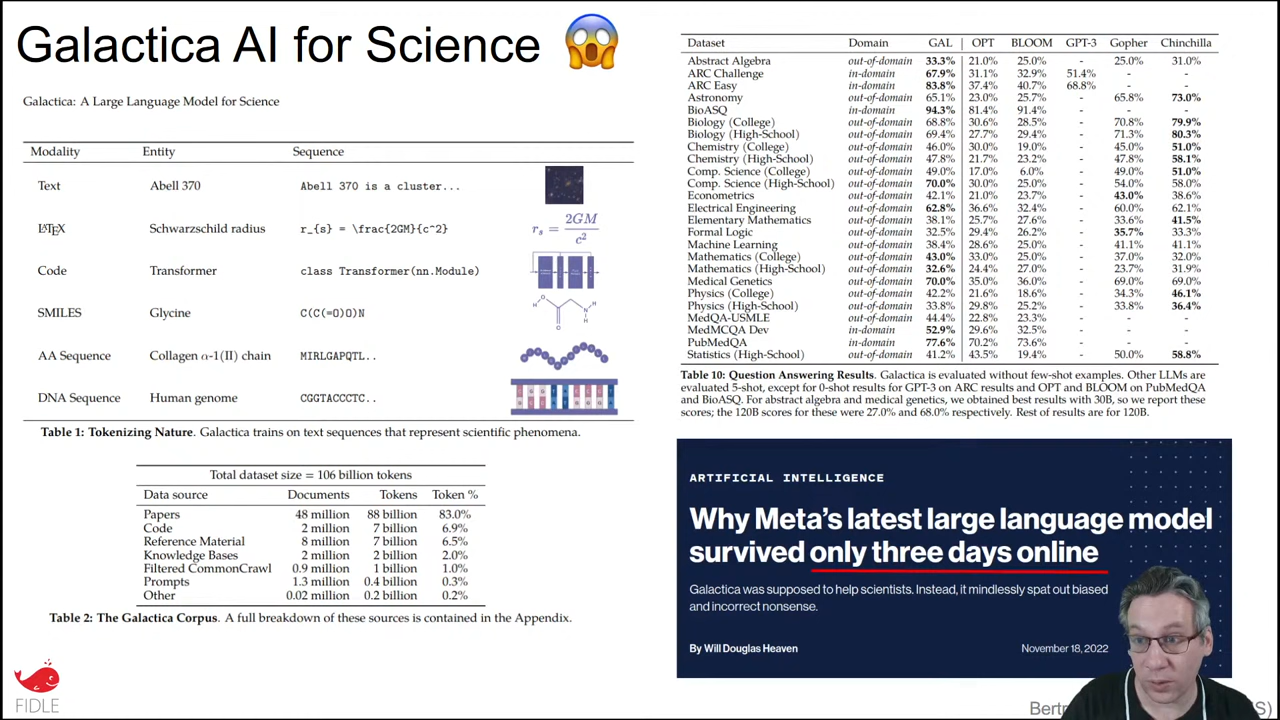 Galactica AI for Science
Galactica: A Large Language Model for Science
Modality Entity Sequence
Text Abell 370 Abell 370 is a cluster...
LATEX Schwarzschild radius r_{s} = \frac{2GM}{c^2} r_s = 2GM/c^2
Code Transformer class Transformer(nn.Module)
SMILES Glycine C(C(=O)O)N
AA Sequence Collagen α-1(II) chain MIRLGAPQTL..
DNA Sequence Human genome CGGTACCCTC..
Table 1: Tokenizing Nature. Galactica trains on text sequences that represent scientific phenomena.
Total dataset size = 106 billion tokens
Data source Documents Tokens Token %
Papers 48 million 88 billion 83.0%
Code 2 million 7 billion 6.9%
Reference Material 8 million 7 billion 6.5%
Knowledge Bases 2 million 2 billion 2.0%
Filtered CommonCrawl 0.9 million 1 billion 1.0%
Prompts 1.3 million 0.4 billion 0.3%
Other 0.02 million 0.2 billion 0.2%
Table 2: The Galactica Corpus. A full breakdown of these sources is contained in the Appendix.
FIDLE
Dataset Domain GAL OPT BLOOM GPT-3 Gopher Chinchilla
Abstract Algebra out-of-domain 33.3% 21.0% 25.0% - 25.0% 31.0%
ARC Challenge in-domain 67.9% 31.1% 32.9% 51.4% - -
ARC Easy in-domain 83.8% 37.4% 40.7% 68.8% - -
Astronomy out-of-domain 65.1% 23.0% 25.7% - 65.8% 73.0%
BioASQ in-domain 94.3% 81.4% 91.4% - - -
Biology (College) out-of-domain 68.8% 30.6% 28.5% - 70.8% 79.9%
Biology (High-School) out-of-domain 69.4% 27.7% 29.4% - 71.3% 80.3%
Chemistry (College) out-of-domain 46.0% 30.0% 19.0% - 45.0% 51.0%
Chemistry (High-School) out-of-domain 47.8% 21.7% 23.2% - 47.8% 58.1%
Comp. Science (College) out-of-domain 49.0% 17.0% 6.0% - 49.0% 51.0%
Comp. Science (High-School) out-of-domain 70.0% 30.0% 25.0% - 54.0% 58.0%
Econometrics out-of-domain 42.1% 21.0% 23.7% - 43.0% 38.6%
Electrical Engineering out-of-domain 62.8% 36.6% 32.4% - 60.0% 62.1%
Elementary Mathematics out-of-domain 38.1% 25.7% 27.6% - 33.6% 41.5%
Formal Logic out-of-domain 32.5% 29.4% 26.2% - 35.7% 33.3%
Machine Learning out-of-domain 38.4% 28.6% 25.0% - 41.1% 41.1%
Mathematics (College) out-of-domain 43.0% 33.0% 25.0% - 37.0% 32.0%
Mathematics (High-School) out-of-domain 32.6% 24.4% 27.0% - 23.7% 31.9%
Medical Genetics out-of-domain 70.0% 35.0% 36.0% - 69.0% 69.0%
Physics (College) out-of-domain 42.2% 21.6% 18.6% - 34.3% 46.1%
Physics (High-School) out-of-domain 33.8% 29.8% 25.2% - 33.8% 36.4%
MedQA-USMLE out-of-domain 44.4% 22.8% 23.3% - - -
MedMCQA Dev in-domain 52.9% 29.6% 32.5% - - -
PubMedQA in-domain 77.6% 70.2% 73.6% - - -
Statistics (High-School) out-of-domain 41.2% 43.5% 19.4% - 50.0% 58.8%
Table 10: Question Answering Results. Galactica is evaluated without few-shot examples. Other LLMs are
evaluated 5-shot, except for 0-shot results for GPT-3 on ARC results and OPT and BLOOM on PubMedQA
and BioASQ. For abstract algebra and medical genetics, we obtained best results with 30B, so we report these
scores; the 120B scores for these were 27.0% and 68.0% respectively. Rest of results are for 120B.
ARTIFICIAL INTELLIGENCE
Why Meta's latest large language model
survived only three days online
Galactica was supposed to help scientists. Instead, it mindlessly spat out biased
and incorrect nonsense.
By Will Douglas Heaven November 18, 2022